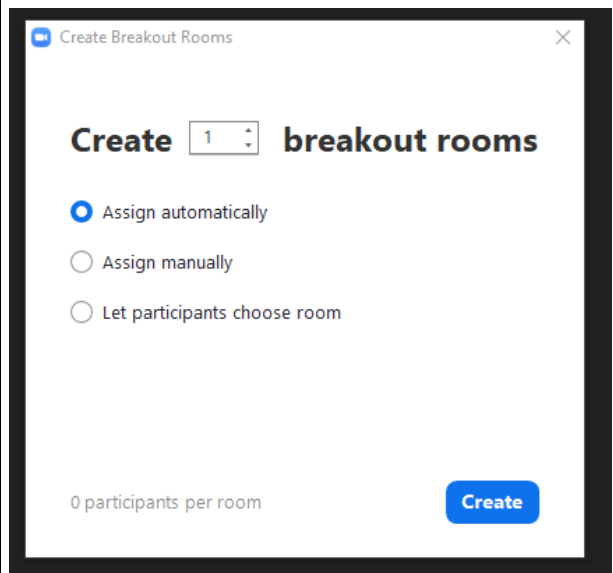 Create Breakout Rooms
Create 1 breakout rooms
Assign automatically
Assign manually
Let participants choose room
0 participants per room
Create